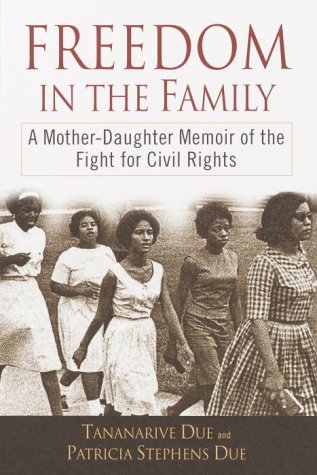 FREEDOM
IN THE FAMILY
A Mother-Daughter Memoir of the
Fight for Civil Rights
TANANARIVE DUE and
PATRICIA STEPHENS DUE